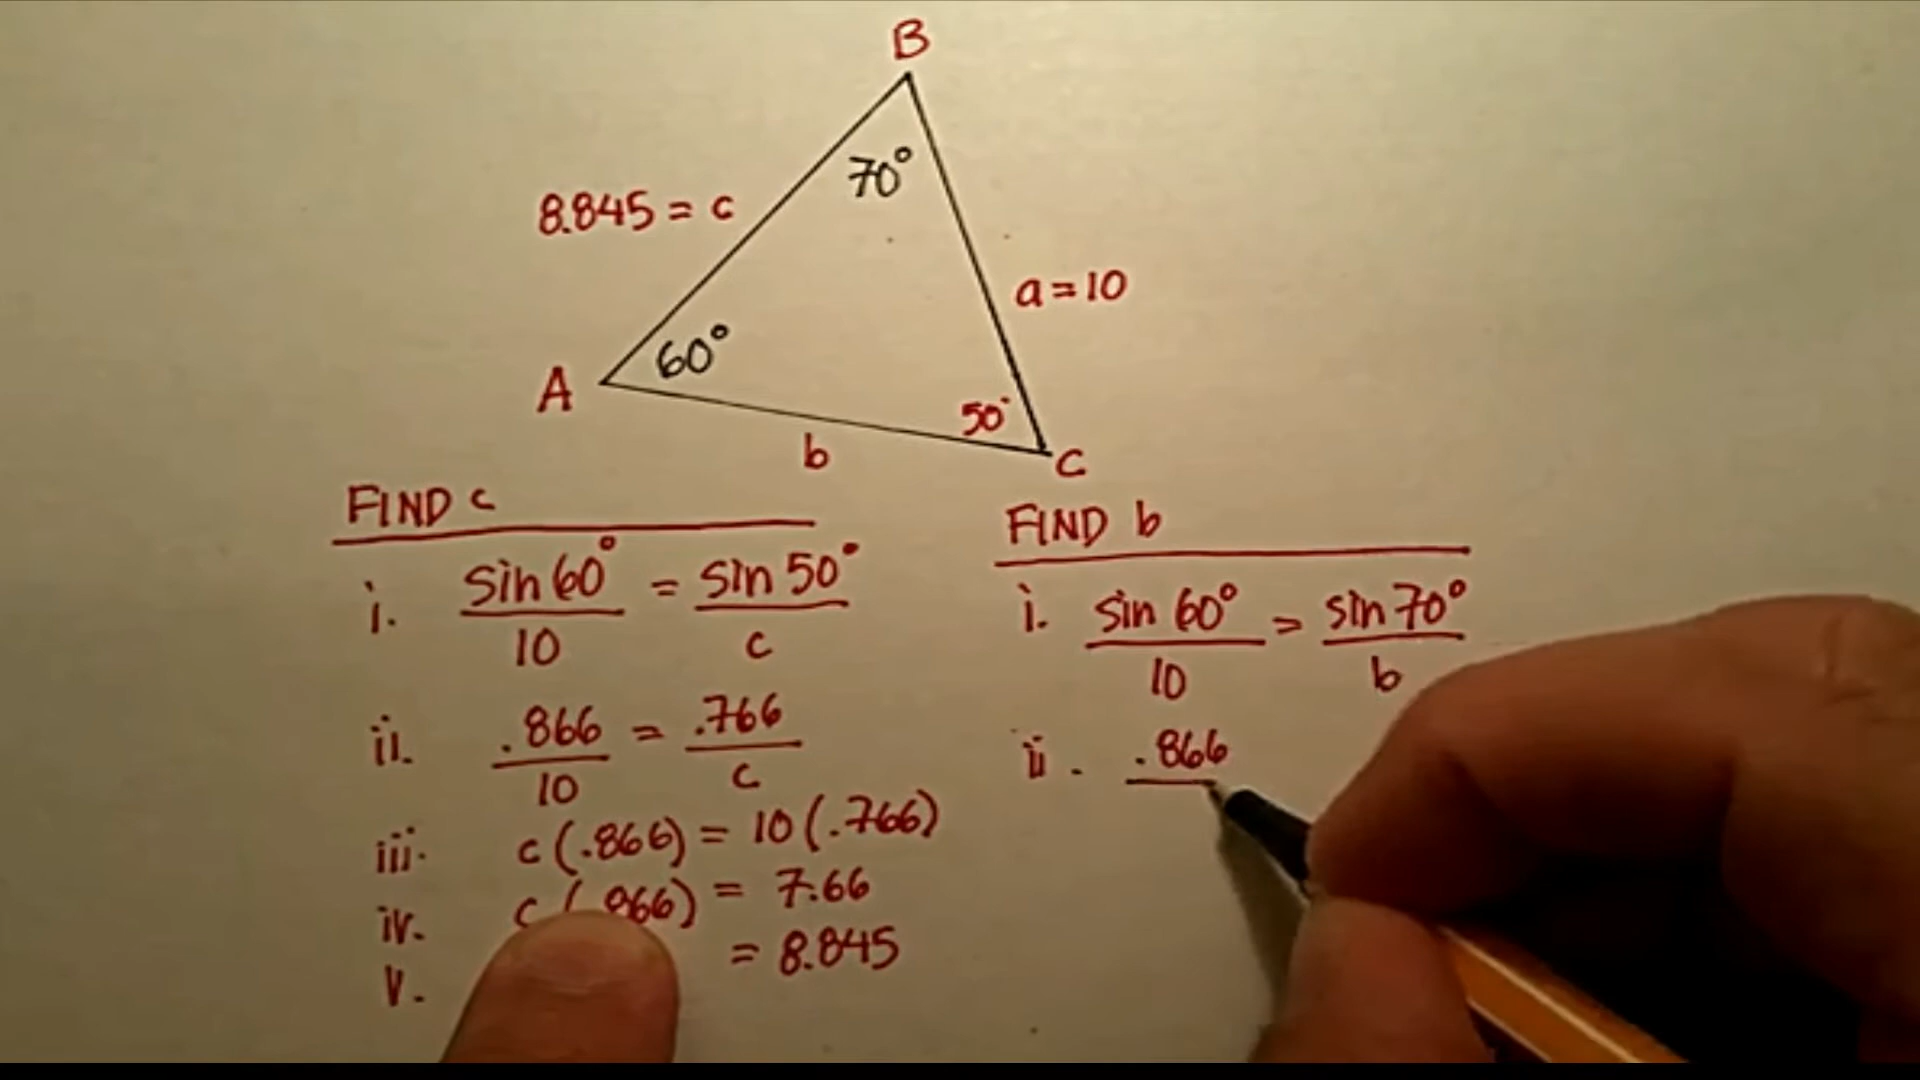 B
70°
8.845 = c
a = 10
60°
A
50°
b
C
FIND c
i. sin 60° / 10 = sin 50° / c
ii. .866 / 10 = .766 / c
iii. c (.866) = 10 (.766)
iv. c (.866) = 7.66
v. = 8.845
FIND b
i. sin 60° / 10 = sin 70° / b
ii. .866